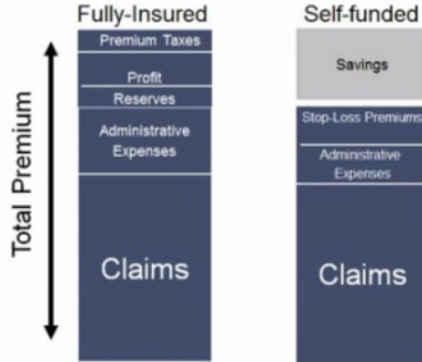 Fully-Insured
Self-funded
Total Premium
Premium Taxes
Profit
Reserves
Administrative
Expenses
Claims
Savings
Stop-Loss Premiums
Administrative
Expenses
Claims